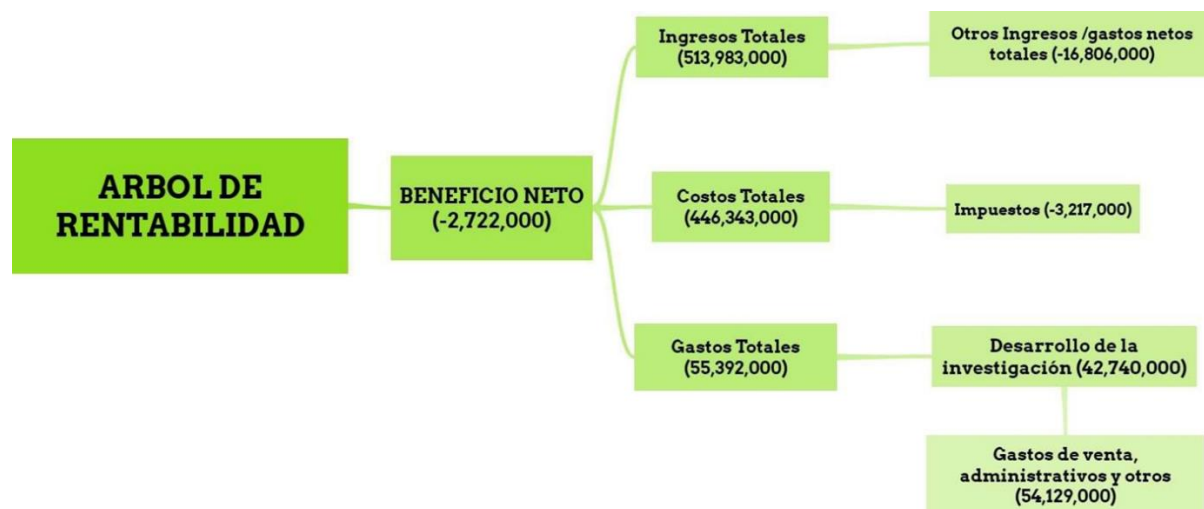 ARBOL DE
RENTABILIDAD
BENEFICIO NETO
(-2,722,000)
Ingresos Totales
(513,983,000)
Otros Ingresos /gastos netos
totales (-16,806,000)
Costos Totales
(446,343,000)
Impuestos (-3,217,000)
Gastos Totales
(55,392,000)
Desarrollo de la
investigación (42,740,000)
Gastos de venta,
administrativos y otros
(54,129,000)